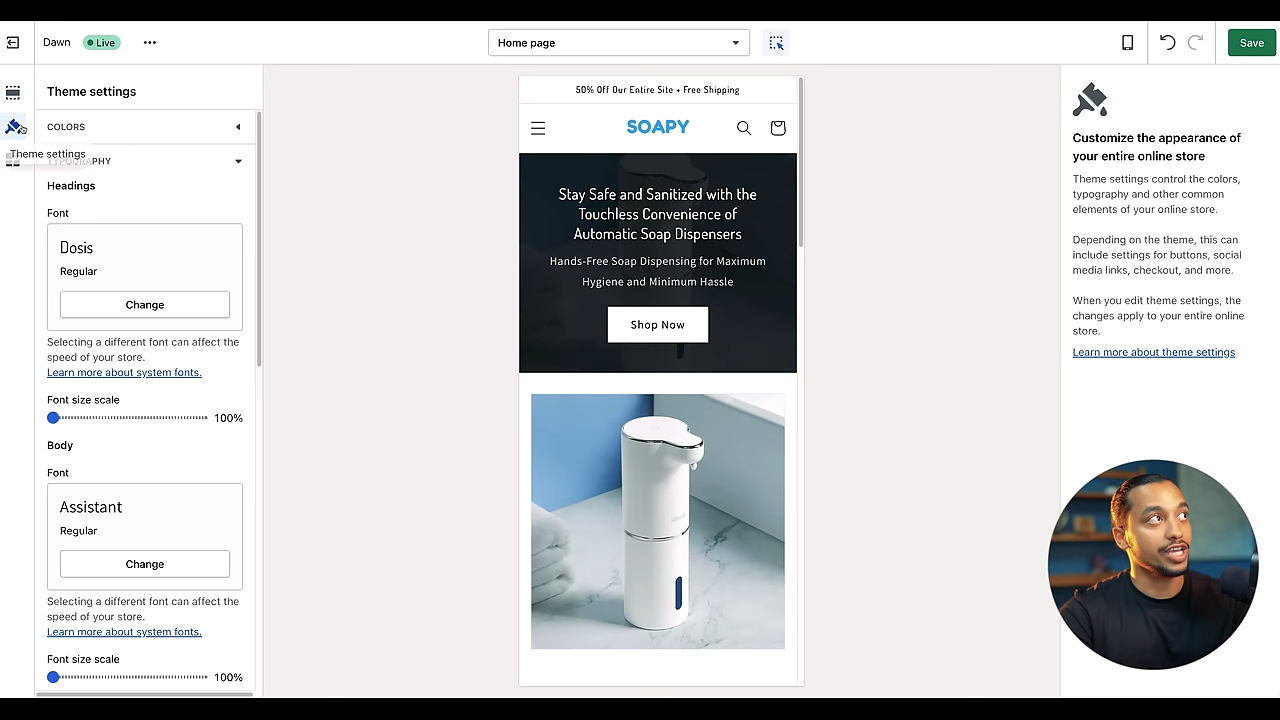 Dawn
Live
Home page
Save
Theme settings
COLORS
Theme settings
TYPOGRAPHY
Headings
Font
Dosis
Regular
Change
Selecting a different font can affect the
speed of your store.
Learn more about system fonts.
Font size scale
100%
Body
Font
Assistant
Regular
Change
Selecting a different font can affect the
speed of your store.
Learn more about system fonts.
Font size scale
100%
50% Off Our Entire Site + Free Shipping
SOAPY
Stay Safe and Sanitized with the
Touchless Convenience of
Automatic Soap Dispensers
Hands-Free Soap Dispensing for Maximum
Hygiene and Minimum Hassle
Shop Now
Customize the appearance of
your entire online store
Theme settings control the colors,
typography and other common
elements of your online store.
Depending on the theme, this can
include settings for buttons, social
media links, checkout, and more.
When you edit theme settings, the
changes apply to your entire online
store.
Learn more about theme settings